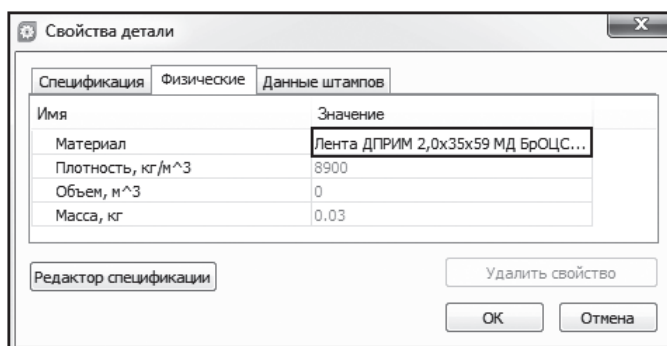 Свойства детали
Спецификация Физические Данные штампов
Имя Значение
Материал Лента ДПРИМ 2,0х35х59 МД БрОЦС...
Плотность, кг/м^3 8900
Объем, м^3 0
Масса, кг 0.03
Редактор спецификации Удалить свойство
ОК Отмена